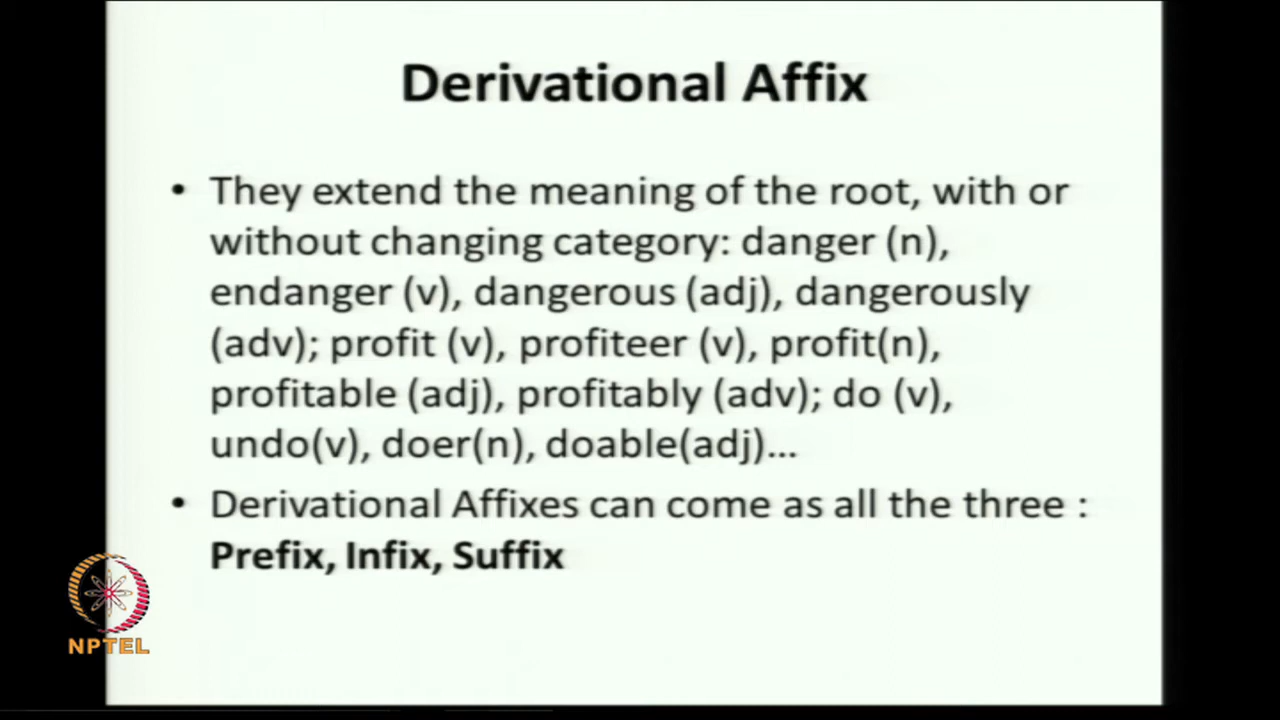 Derivational Affix
• They extend the meaning of the root, with or
without changing category: danger (n),
endanger (v), dangerous (adj), dangerously
(adv); profit (v), profiteer (v), profit(n),
profitable (adj), profitably (adv); do (v),
undo(v), doer(n), doable(adj)...
• Derivational Affixes can come as all the three :
Prefix, Infix, Suffix
NPTEL